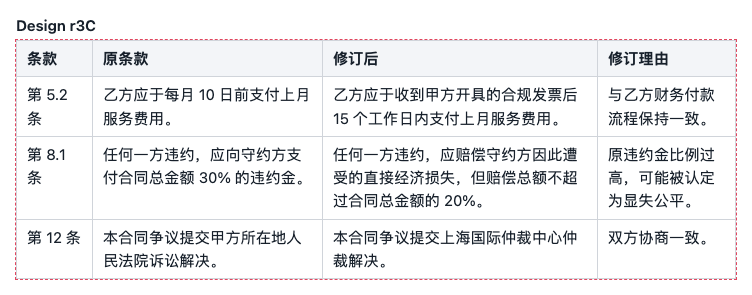 Design r3C
条款 原条款 修订后 修订理由
第 5.2 条 乙方应于每月 10 日前支付上月服务费用。 乙方应于收到甲方开具的合规发票后 15 个工作日内支付上月服务费用。 与乙方财务付款流程保持一致。
第 8.1 条 任何一方违约，应向守约方支付合同总金额 30% 的违约金。 任何一方违约，应赔偿守约方因此遭受的直接经济损失，但赔偿总额不超过合同总金额的 20%。 原违约金比例过高，可能被认定为显失公平。
第 12 条 本合同争议提交甲方所在地人民法院诉讼解决。 本合同争议提交上海国际仲裁中心仲裁解决。 双方协商一致。